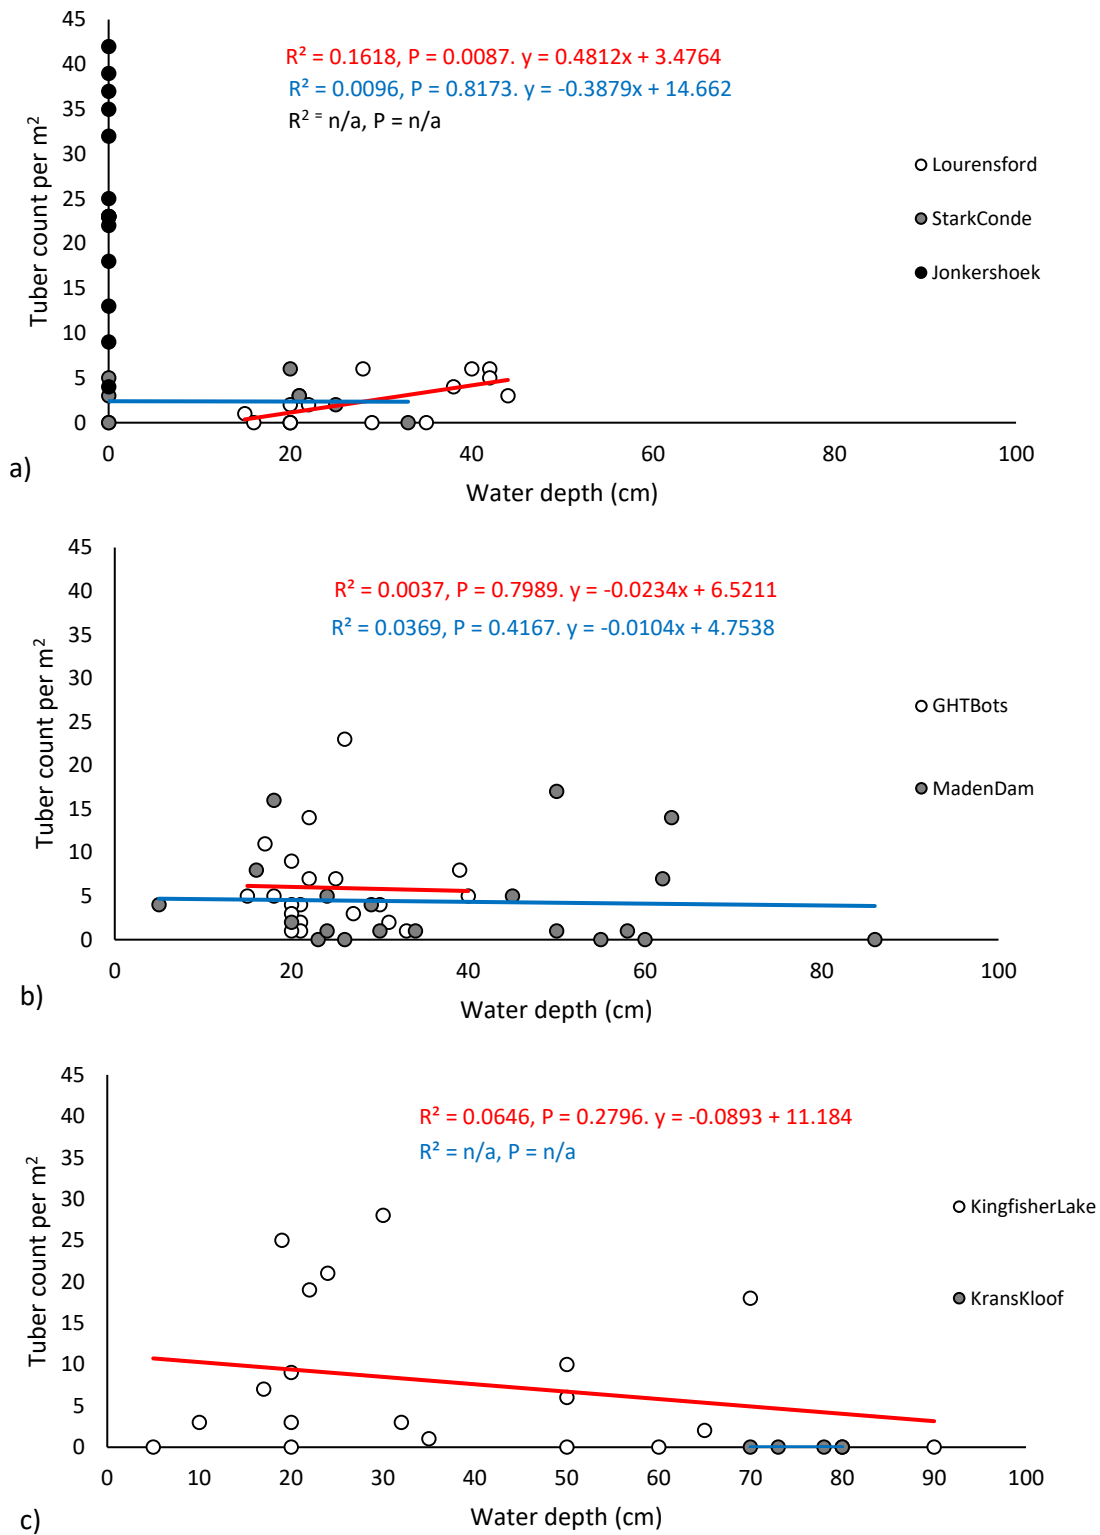 45
40
35
30
25
20
15
10
5
0
Tuber count per m²
R² = 0.1618, P = 0.0087. y = 0.4812x + 3.4764
R² = 0.0096, P = 0.8173. y = -0.3879x + 14.662
R² ⁼ n/a, P = n/a
Lourensford
StarkConde
Jonkershoek
0 20 40 60 80 100
a)
Water depth (cm)
45
40
35
30
25
20
15
10
5
0
Tuber count per m²
R² = 0.0037, P = 0.7989. y = -0.0234x + 6.5211
R² = 0.0369, P = 0.4167. y = -0.0104x + 4.7538
GHTBots
MadenDam
0 20 40 60 80 100
b)
Water depth (cm)
45
40
35
30
25
20
15
10
5
0
Tuber count per m²
R² = 0.0646, P = 0.2796. y = -0.0893 + 11.184
R² = n/a, P = n/a
KingfisherLake
KransKloof
0 10 20 30 40 50 60 70 80 90 100
c)
Water depth (cm)